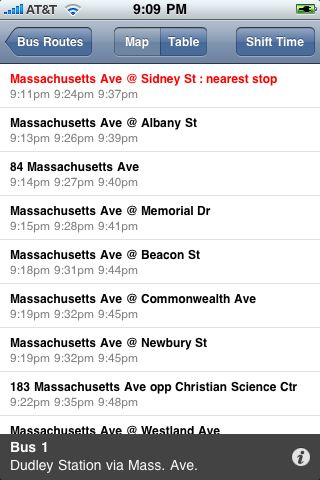 AT&T 9:09 PM
Bus Routes Map Table Shift Time
Massachusetts Ave @ Sidney St : nearest stop
9:11pm 9:24pm 9:37pm
Massachusetts Ave @ Albany St
9:13pm 9:26pm 9:39pm
84 Massachusetts Ave
9:14pm 9:27pm 9:40pm
Massachusetts Ave @ Memorial Dr
9:15pm 9:28pm 9:41pm
Massachusetts Ave @ Beacon St
9:18pm 9:31pm 9:44pm
Massachusetts Ave @ Commonwealth Ave
9:19pm 9:32pm 9:45pm
Massachusetts Ave @ Newbury St
9:19pm 9:32pm 9:45pm
183 Massachusetts Ave opp Christian Science Ctr
9:22pm 9:35pm 9:48pm
Massachusetts Ave @ Westland Ave
Bus 1
Dudley Station via Mass. Ave.